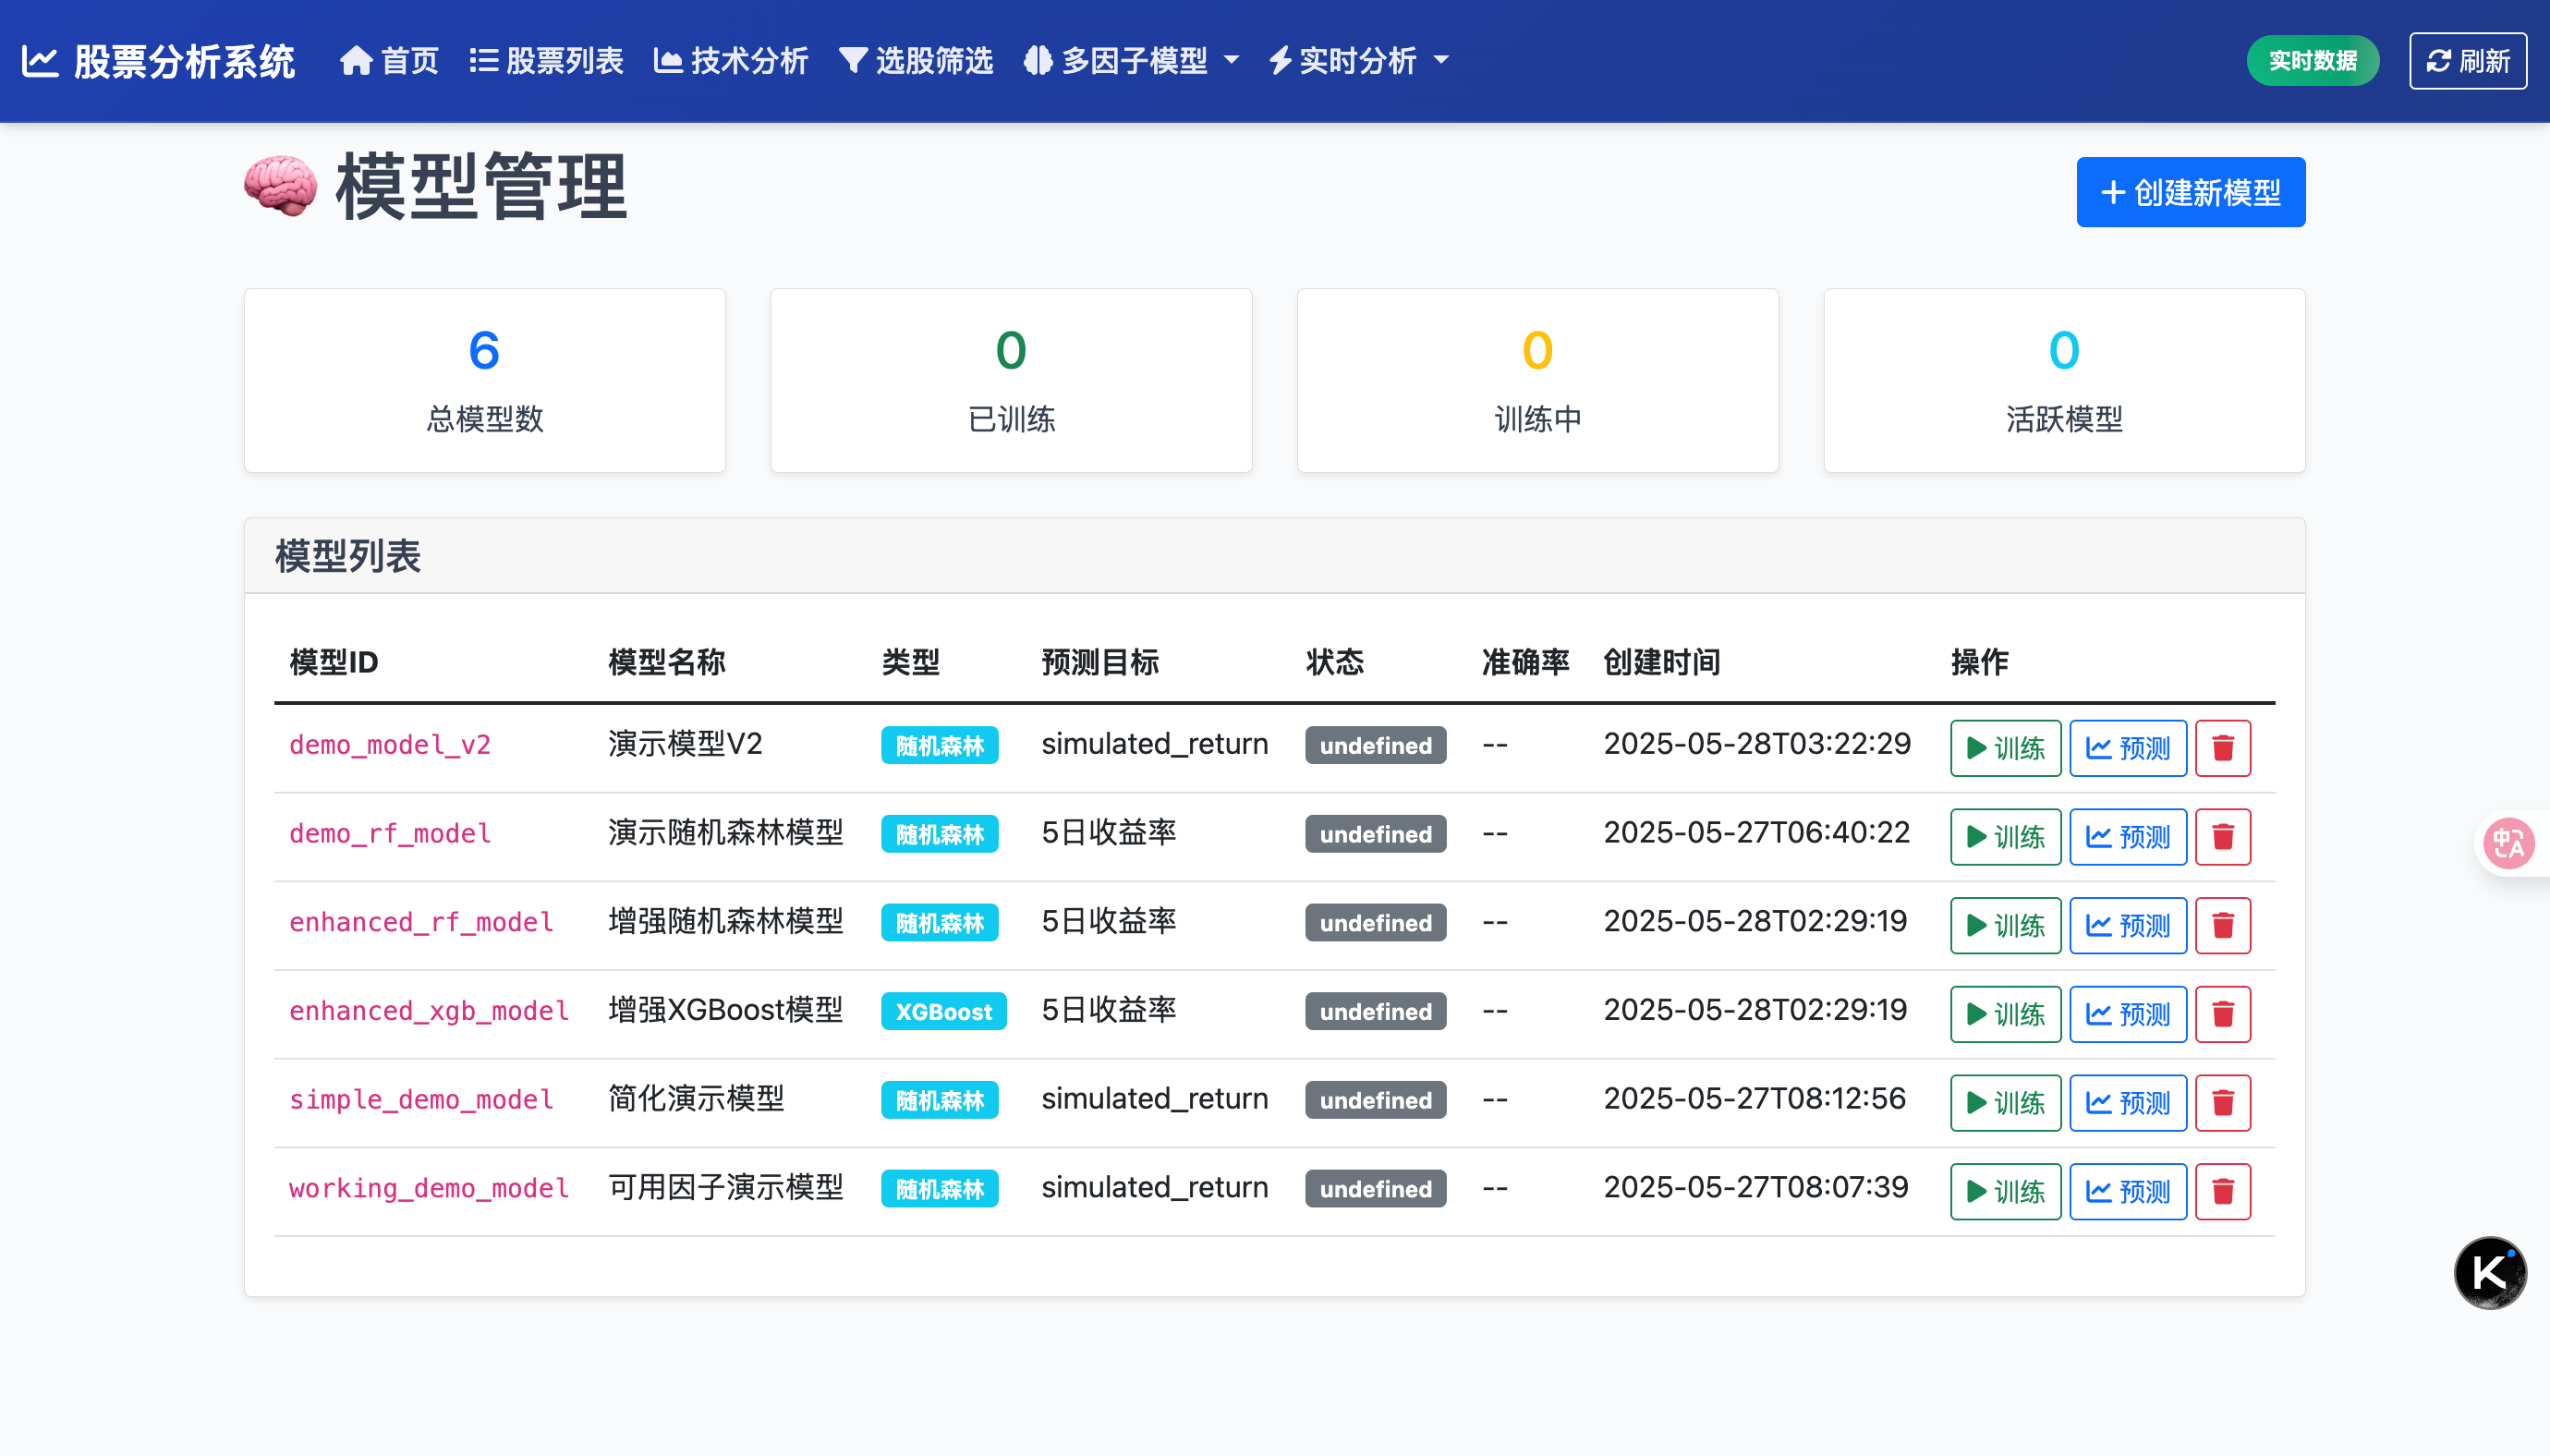 股票分析系统 首页 股票列表 技术分析 选股筛选 多因子模型 实时分析 实时数据 刷新
模型管理
创建新模型
6 0 0 0
总模型数 已训练 训练中 活跃模型
模型列表
模型ID 模型名称 类型 预测目标 状态 准确率 创建时间 操作
demo_model_v2 演示模型V2 随机森林 simulated_return undefined -- 2025-05-28T03:22:29 训练 预测
demo_rf_model 演示随机森林模型 随机森林 5日收益率 undefined -- 2025-05-27T06:40:22 训练 预测
enhanced_rf_model 增强随机森林模型 随机森林 5日收益率 undefined -- 2025-05-28T02:29:19 训练 预测
enhanced_xgb_model 增强XGBoost模型 XGBoost 5日收益率 undefined -- 2025-05-28T02:29:19 训练 预测
simple_demo_model 简化演示模型 随机森林 simulated_return undefined -- 2025-05-27T08:12:56 训练 预测
working_demo_model 可用因子演示模型 随机森林 simulated_return undefined -- 2025-05-27T08:07:39 训练 预测
中A
K